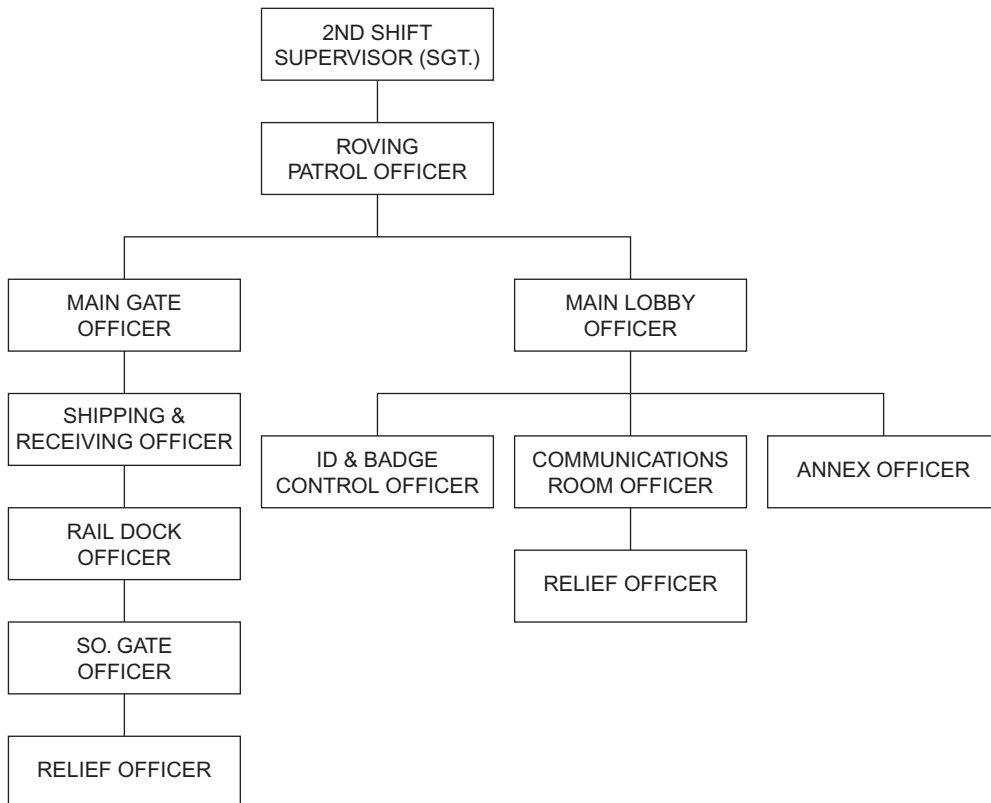 2ND SHIFT
SUPERVISOR (SGT.)
ROVING
PATROL OFFICER
MAIN GATE
OFFICER
MAIN LOBBY
OFFICER
SHIPPING &
RECEIVING OFFICER
ID & BADGE
CONTROL OFFICER
COMMUNICATIONS
ROOM OFFICER
ANNEX OFFICER
RAIL DOCK
OFFICER
RELIEF OFFICER
SO. GATE
OFFICER
RELIEF OFFICER